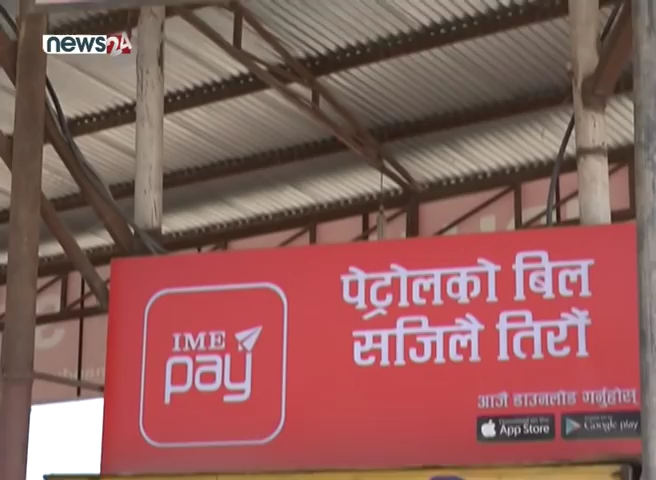 news24
IME
pay
पेट्रोलको बिल
सजिलै तिरौं
आजै डाउनलोड गर्नुहोस्
App Store
Google play